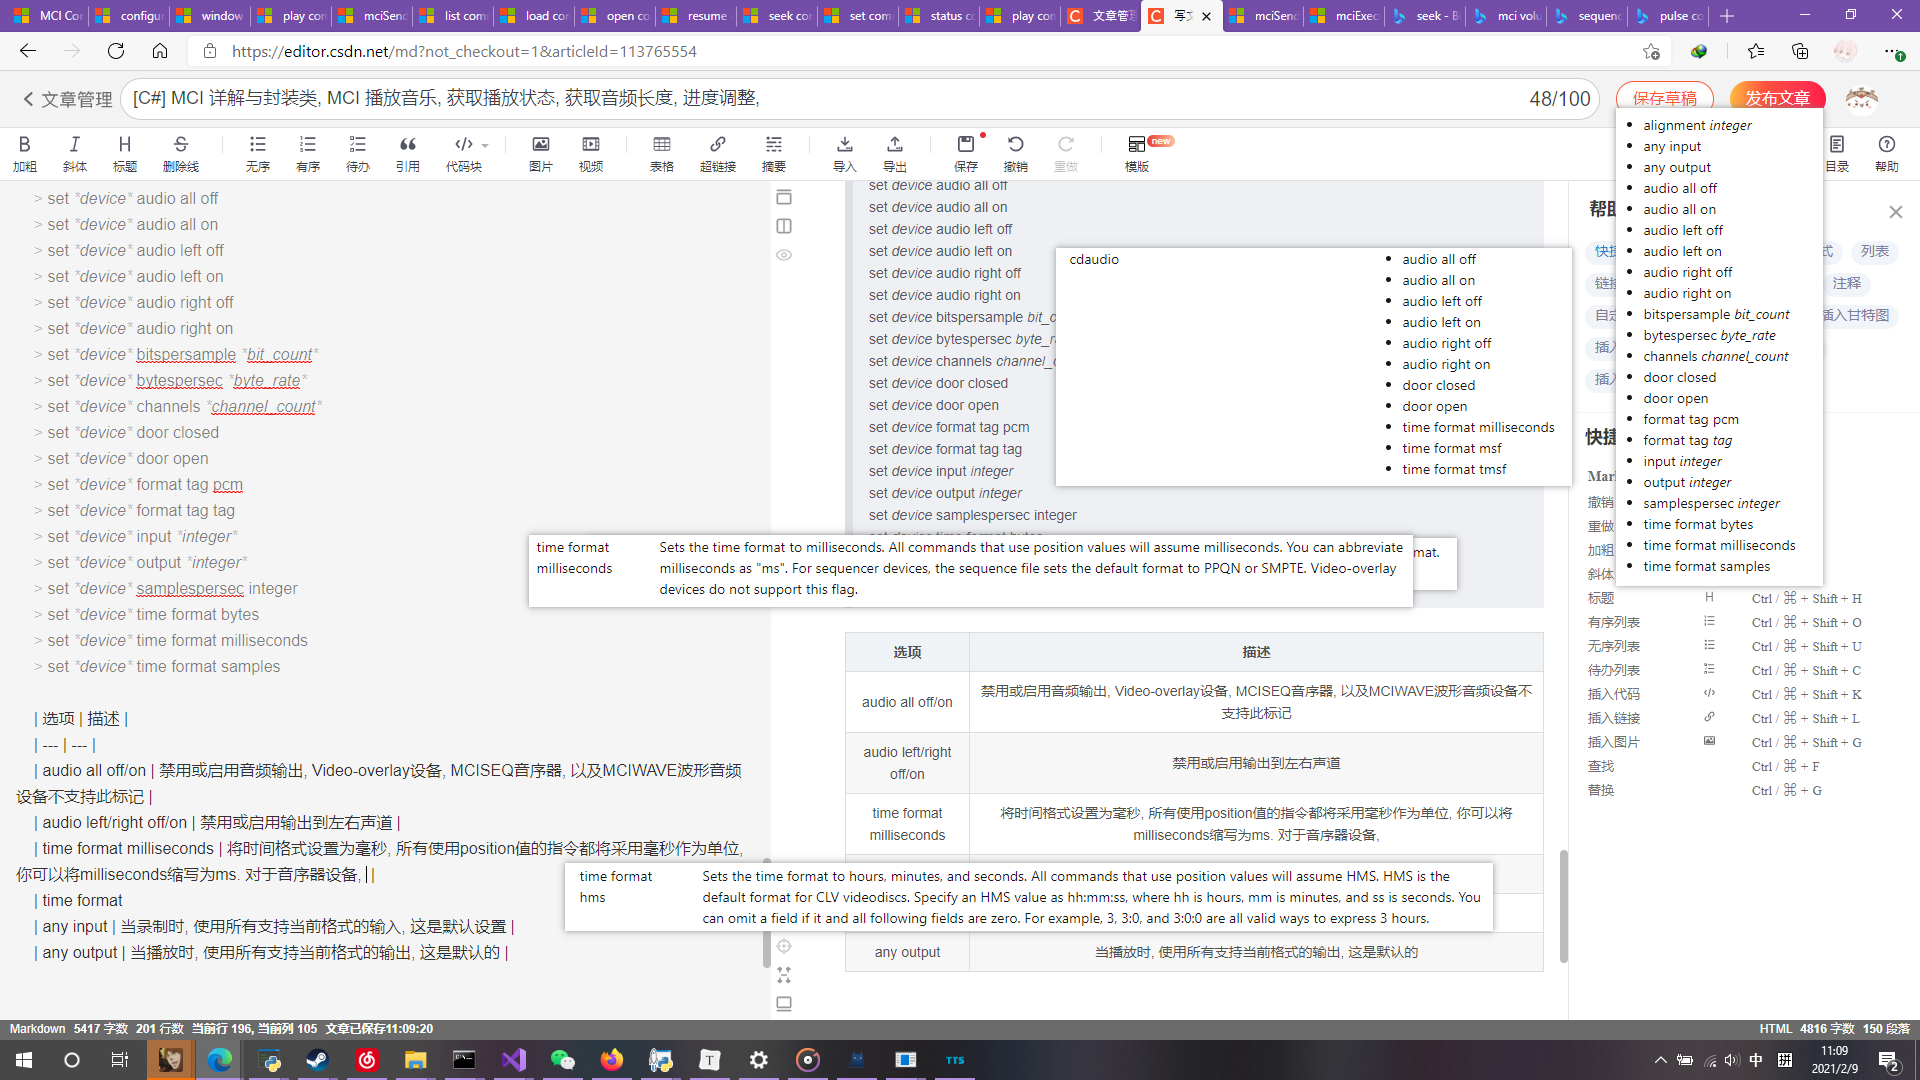 MCI Cor
configur
window
play con
mciSenc
list com
load cor
open co
resume
seek cor
set com
status co
play con
文章管理
写文
mciSenc
mciExec
seek - B
mci volu
sequenc
pulse co
https://editor.csdn.net/md?not_checkout=1&articleId=113765554
文章管理
[C#] MCI 详解与封装类, MCI 播放音乐, 获取播放状态, 获取音频长度, 进度调整,
48/100
保存草稿
发布文章
加粗
斜体
标题
删除线
无序
有序
待办
引用
代码块
图片
视频
表格
超链接
摘要
导入
导出
保存
撤销
重做
模版
new
目录
帮助
> set *device* audio all off
> set *device* audio all on
> set *device* audio left off
> set *device* audio left on
> set *device* audio right off
> set *device* audio right on
> set *device* bitspersample *bit_count*
> set *device* bytespersec *byte_rate*
> set *device* channels *channel_count*
> set *device* door closed
> set *device* door open
> set *device* format tag pcm
> set *device* format tag tag
> set *device* input *integer*
> set *device* output *integer*
> set *device* samplespersec integer
> set *device* time format bytes
> set *device* time format milliseconds
> set *device* time format samples
| 选项 | 描述 |
| --- | --- |
| audio all off/on | 禁用或启用音频输出, Video-overlay设备, MCISEQ音序器, 以及MCIWAVE波形音频
设备不支持此标记 |
| audio left/right off/on | 禁用或启用输出到左右声道 |
| time format milliseconds | 将时间格式设置为毫秒, 所有使用position值的指令都将采用毫秒作为单位,
你可以将milliseconds缩写为ms. 对于音序器设备, |
| time format
| any input | 当录制时, 使用所有支持当前格式的输入, 这是默认设置 |
| any output | 当播放时, 使用所有支持当前格式的输出, 这是默认的 |
set device audio all off
set device audio all on
set device audio left off
set device audio left on
set device audio right off
set device audio right on
set device bitspersample bit_c
set device bytespersec byte_ra
set device channels channel_c
set device door closed
set device door open
set device format tag pcm
set device format tag tag
set device input integer
set device output integer
set device samplespersec integer
cdaudio
audio all off
audio all on
audio left off
audio left on
audio right off
audio right on
door closed
door open
time format milliseconds
time format msf
time format tmsf
time format
milliseconds
Sets the time format to milliseconds. All commands that use position values will assume milliseconds. You can abbreviate
milliseconds as "ms". For sequencer devices, the sequence file sets the default format to PPQN or SMPTE. Video-overlay
devices do not support this flag.
mat.
选项
描述
audio all off/on
禁用或启用音频输出, Video-overlay设备, MCISEQ音序器, 以及MCIWAVE波形音频设备不
支持此标记
audio left/right
off/on
禁用或启用输出到左右声道
time format
milliseconds
将时间格式设置为毫秒, 所有使用position值的指令都将采用毫秒作为单位, 你可以将
milliseconds缩写为ms. 对于音序器设备,
time format
hms
Sets the time format to hours, minutes, and seconds. All commands that use position values will assume HMS. HMS is the
default format for CLV videodiscs. Specify an HMS value as hh:mm:ss, where hh is hours, mm is minutes, and ss is seconds. You
can omit a field if it and all following fields are zero. For example, 3, 3:0, and 3:0:0 are all valid ways to express 3 hours.
any output
当播放时, 使用所有支持当前格式的输出, 这是默认的
alignment integer
any input
any output
audio all off
audio all on
audio left off
audio left on
audio right off
audio right on
bitspersample bit_count
bytespersec byte_rate
channels channel_count
door closed
door open
format tag pcm
format tag tag
input integer
output integer
samplespersec integer
time format bytes
time format milliseconds
time format samples
帮助
快捷
式
列表
链接
注释
自定
插入甘特图
插入
插入
快捷
Mark
撤销
重做
加粗
斜体
标题 H Ctrl / ⌘ + Shift + H
有序列表 Ctrl / ⌘ + Shift + O
无序列表 Ctrl / ⌘ + Shift + U
待办列表 Ctrl / ⌘ + Shift + C
插入代码 Ctrl / ⌘ + Shift + K
插入链接 Ctrl / ⌘ + Shift + L
插入图片 Ctrl / ⌘ + Shift + G
查找 Ctrl / ⌘ + F
替换 Ctrl / ⌘ + G
Markdown 5417 字数 201 行数 当前行 196, 当前列 105 文章已保存11:09:20
HTML 4816 字数 150 段落
TTS
中
拼
11:09
2021/2/9
2